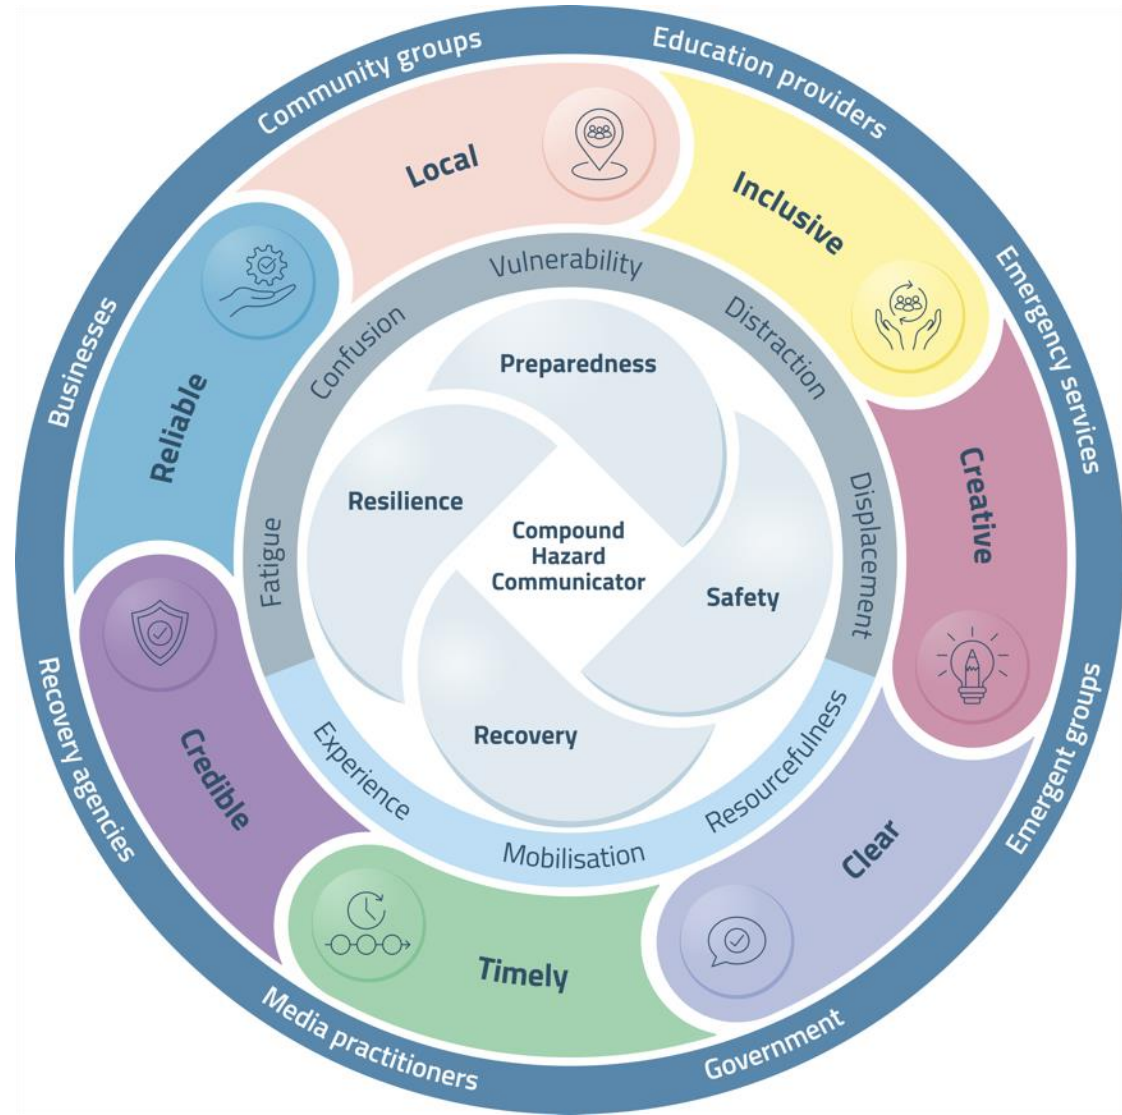 Community groups
Education providers
Emergency services
Emergent groups
Government
Media practitioners
Recovery agencies
Businesses
Local
Inclusive
Creative
Clear
Timely
Credible
Reliable
Vulnerability
Distraction
Displacement
Resourcefulness
Mobilisation
Experience
Fatigue
Confusion
Preparedness
Safety
Recovery
Resilience
Compound
Hazard
Communicator